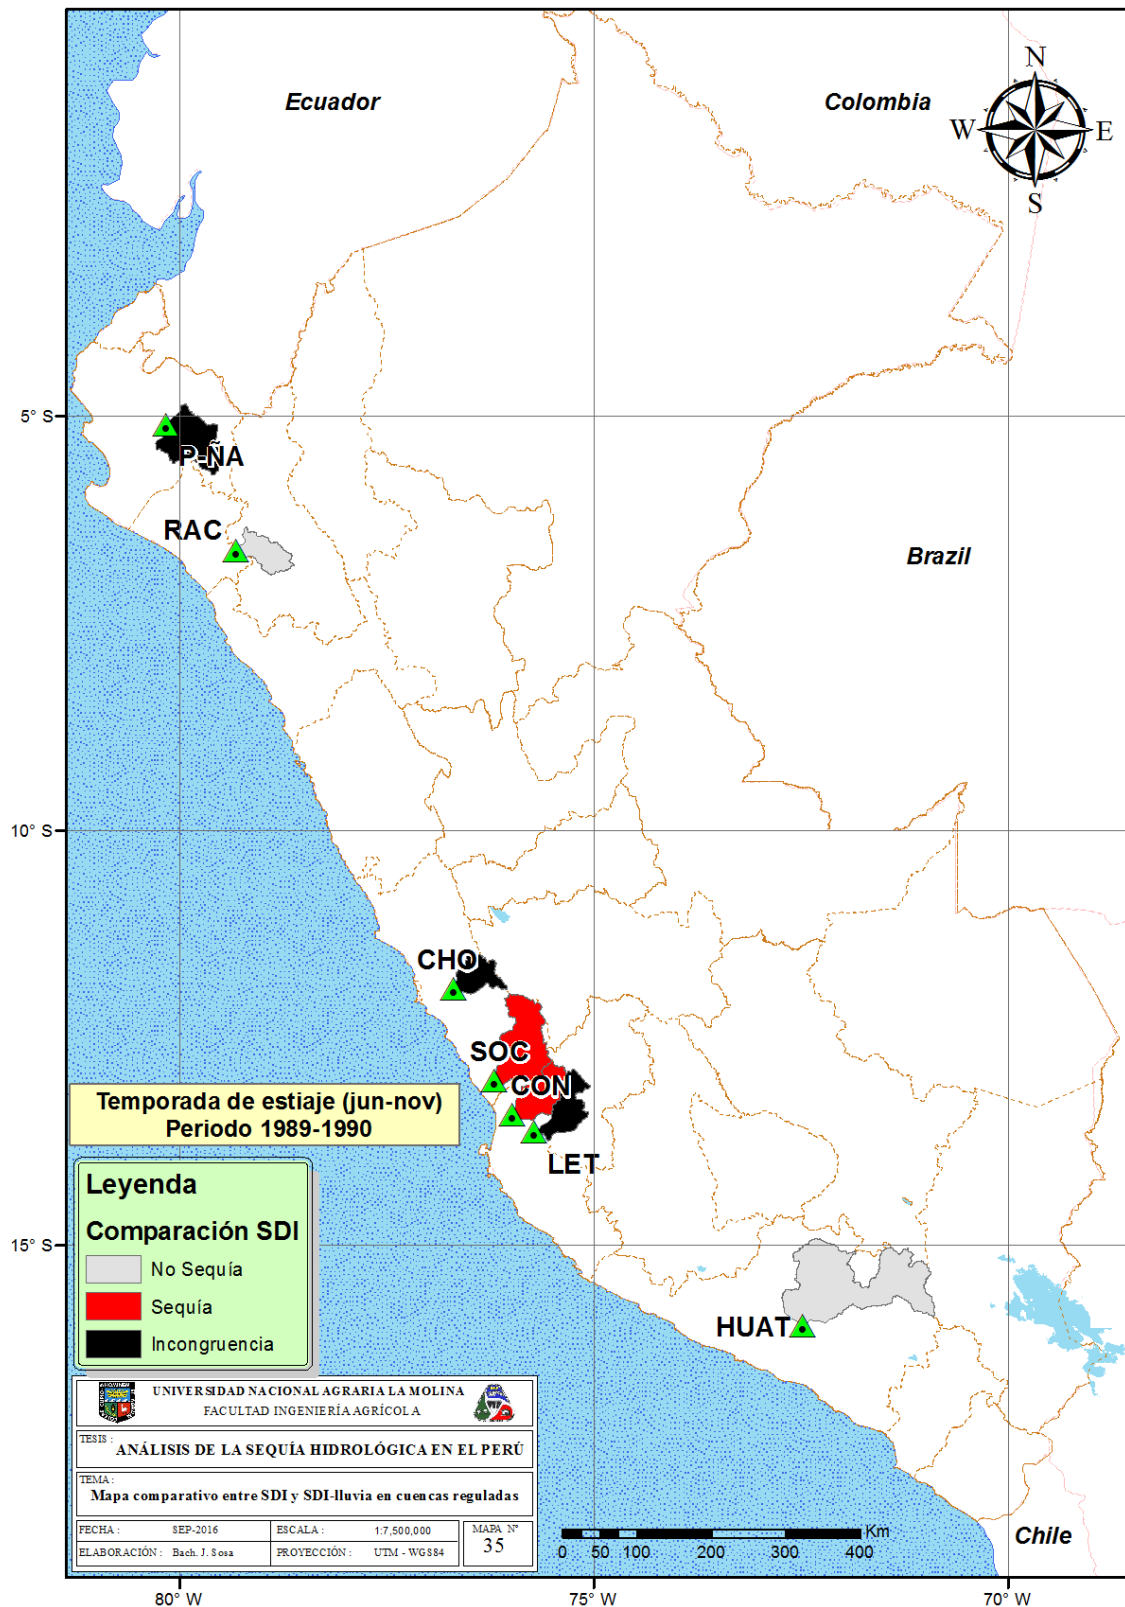 Ecuador
Colombia
N
W
E
S
5° S
P-ÑA
RAC
Brazil
10° S
CHO
SOC
CON
LET
Temporada de estiaje (jun-nov)
Periodo 1989-1990
Leyenda
Comparación SDI
No Sequía
Sequía
Incongruencia
15° S
HUAT
UNIVERSIDAD NACIONAL AGRARIA LA MOLINA
FACULTAD INGENIERÍA AGRÍCOLA
TESIS :
ANÁLISIS DE LA SEQUÍA HIDROLÓGICA EN EL PERÚ
TEMA :
Mapa comparativo entre SDI y SDI-lluvia en cuencas reguladas
FECHA : SEP-2016 ESCALA : 1:7,500,000 MAPA Nº
ELABORACIÓN : Bach. J. Sosa PROYECCIÓN : UTM - WGS84 35
Km
0 50 100 200 300 400
Chile
80° W 75° W 70° W